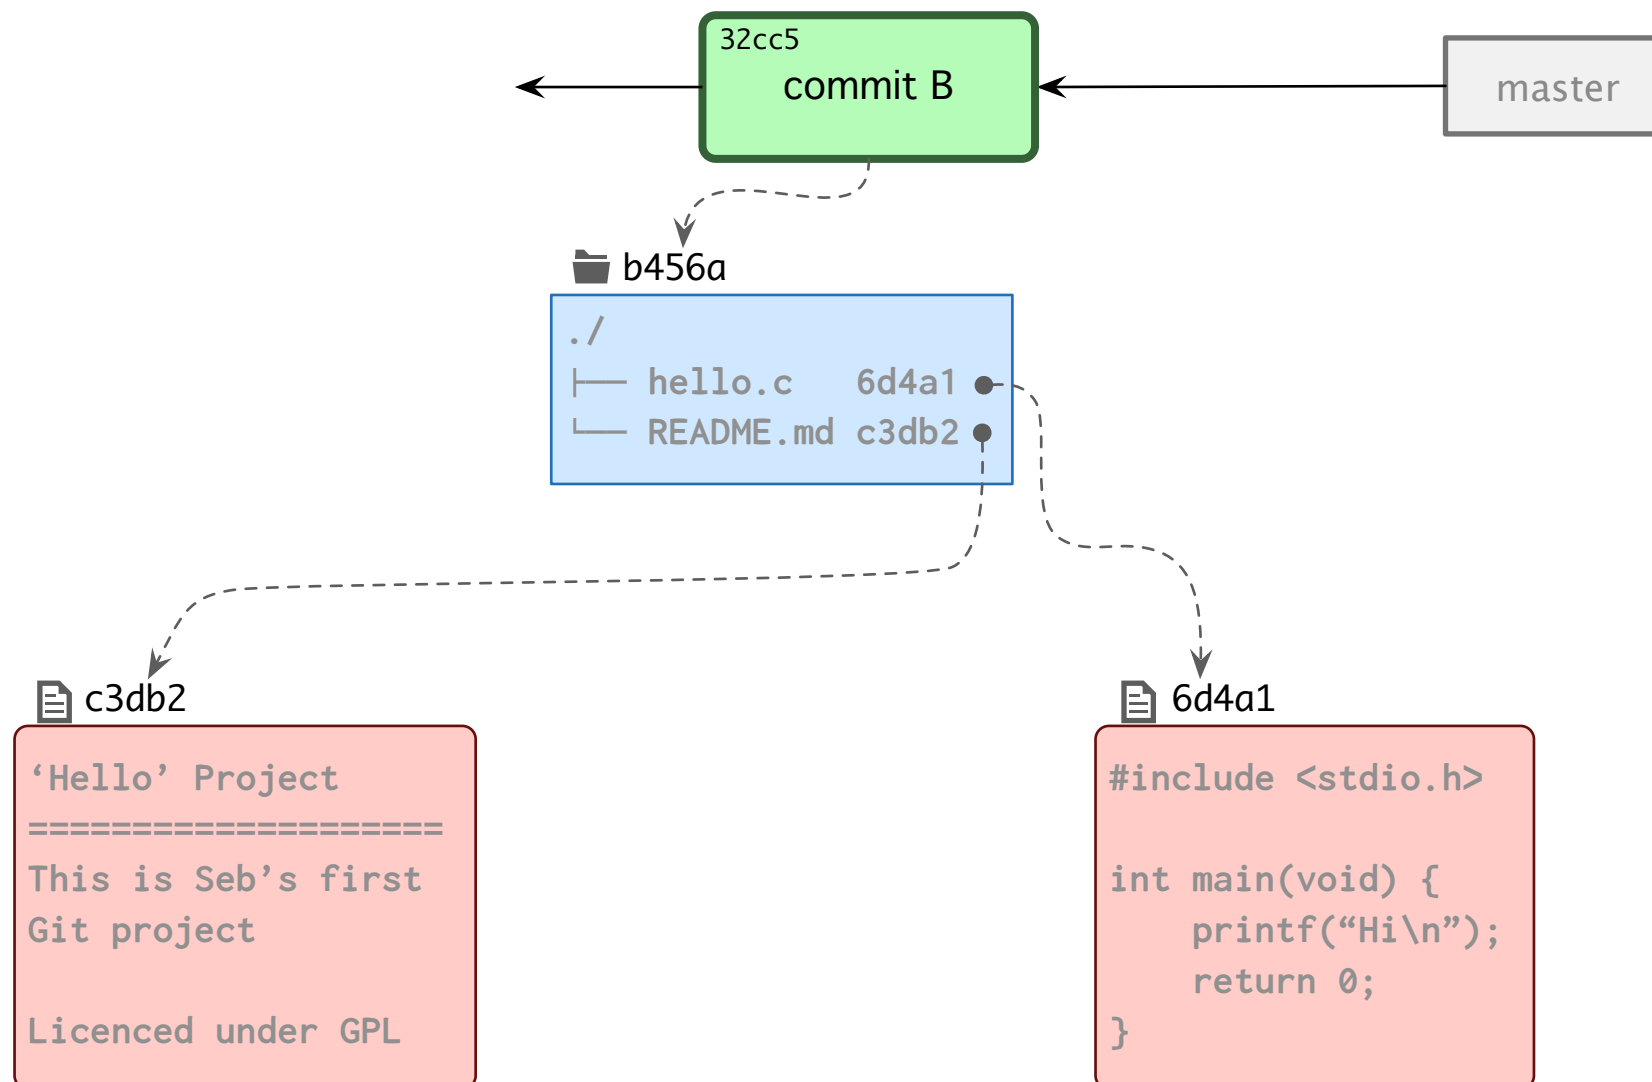 32cc5
commit B
master
b456a
./
├── hello.c   6d4a1
└── README.md c3db2
c3db2
‘Hello’ Project
====================
This is Seb’s first
Git project
Licenced under GPL
6d4a1
#include <stdio.h>
int main(void) {
    printf(“Hi\n”);
    return 0;
}